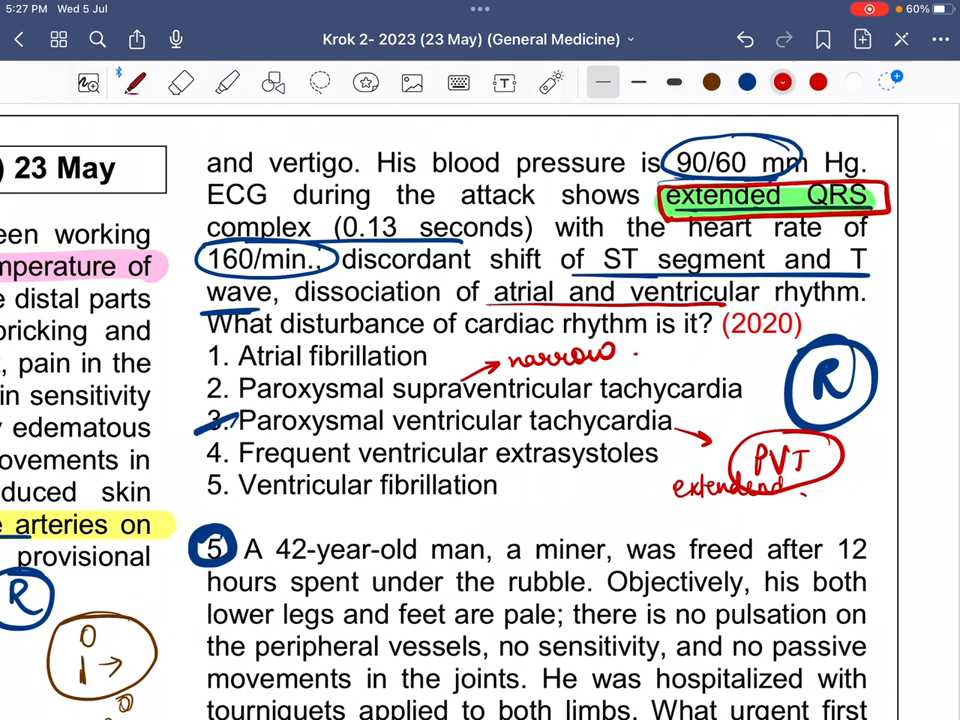 5:27 PM Wed 5 Jul
60%
Krok 2- 2023 (23 May) (General Medicine)
) 23 May
een working
mperature of
e distal parts
pricking and
t, pain in the
in sensitivity
y edematous
ovements in
duced skin
e arteries on
provisional
R
and vertigo. His blood pressure is 90/60 mm Hg.
ECG during the attack shows extended QRS
complex (0.13 seconds) with the heart rate of
160/min., discordant shift of ST segment and T
wave, dissociation of atrial and ventricular rhythm.
What disturbance of cardiac rhythm is it? (2020)
1. Atrial fibrillation
narrow
2. Paroxysmal supraventricular tachycardia
R
3. Paroxysmal ventricular tachycardia
4. Frequent ventricular extrasystoles
PVT
5. Ventricular fibrillation
extendend
5. A 42-year-old man, a miner, was freed after 12
hours spent under the rubble. Objectively, his both
lower legs and feet are pale; there is no pulsation on
the peripheral vessels, no sensitivity, and no passive
movements in the joints. He was hospitalized with
tourniquets applied to both limbs. What urgent first